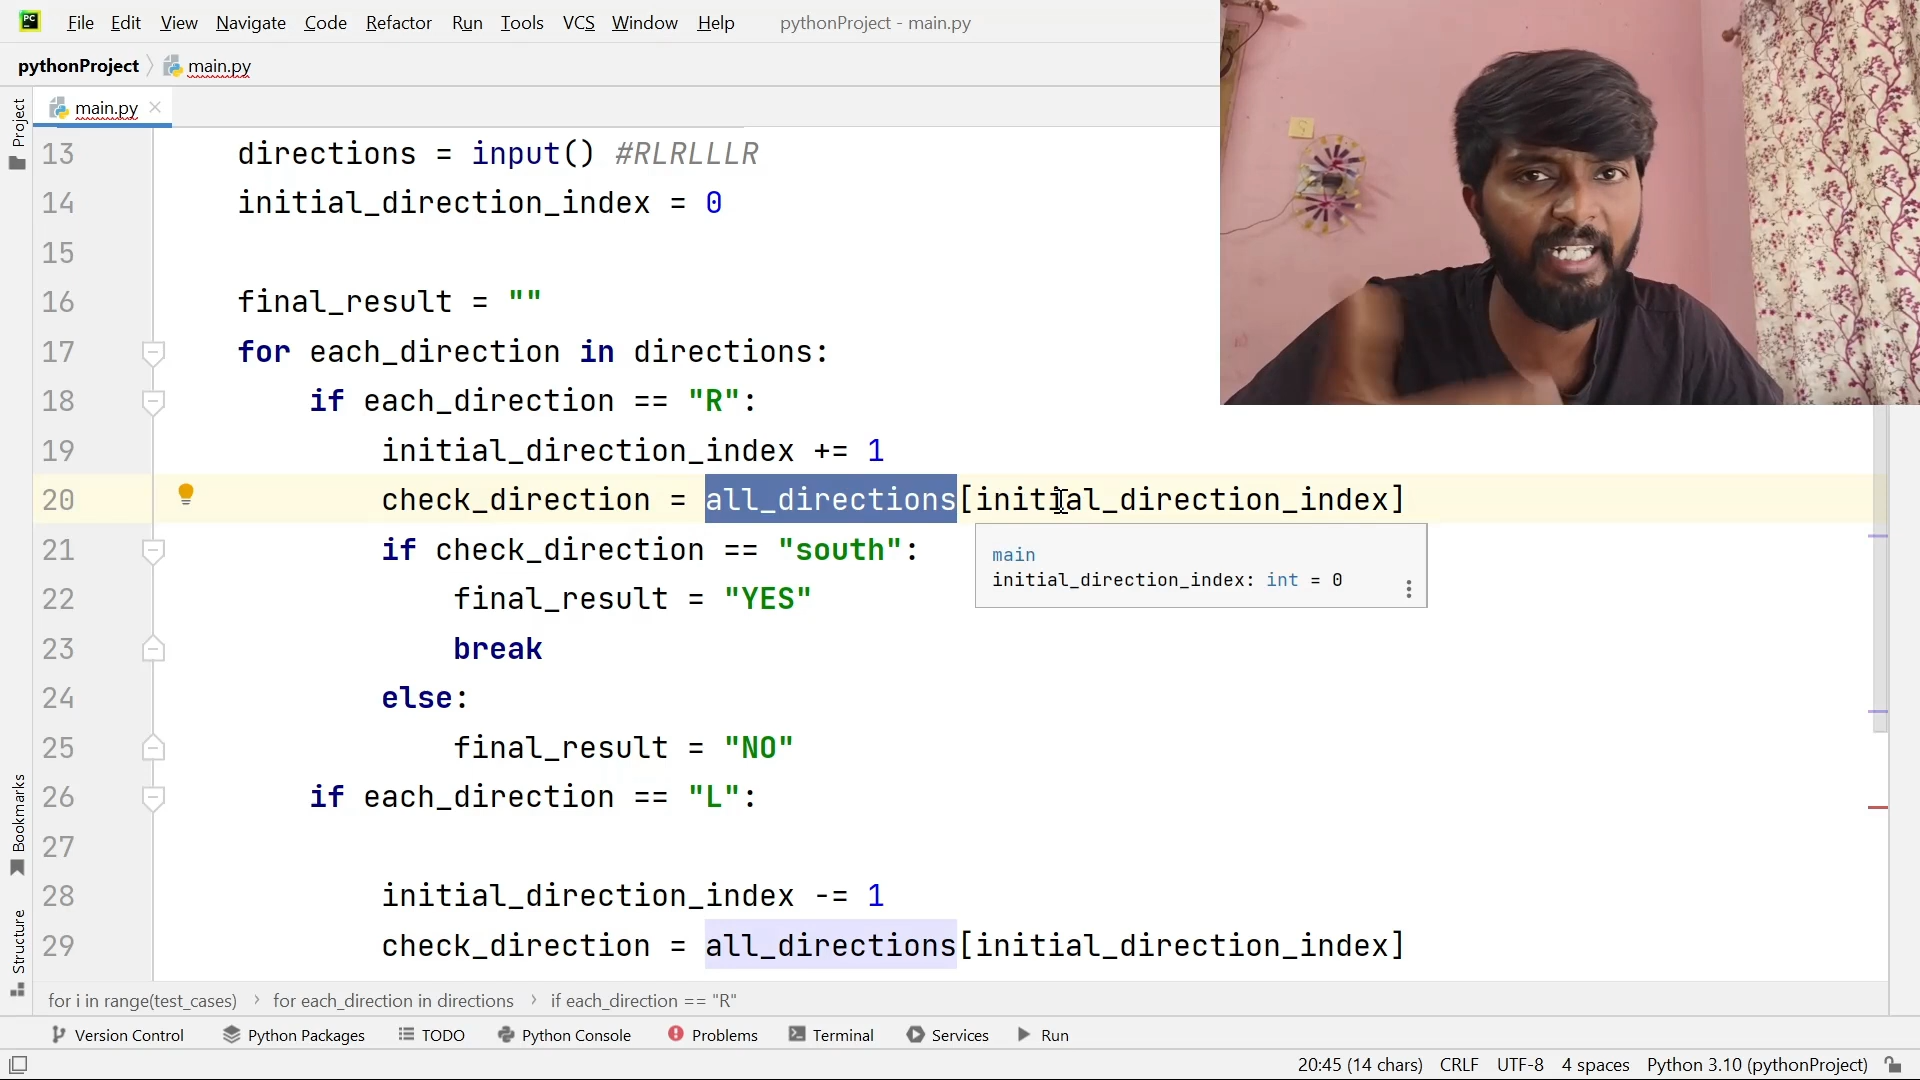 PC File Edit View Navigate Code Refactor Run Tools VCS Window Help pythonProject - main.py
pythonProject main.py
main.py
Project
13 directions = input() #RLRLLLR
14 initial_direction_index = 0
15
16 final_result = ""
17 for each_direction in directions:
18 if each_direction == "R":
19 initial_direction_index += 1
20 check_direction = all_directions[initial_direction_index]
21 if check_direction == "south":
main
initial_direction_index: int = 0
22 final_result = "YES"
23 break
24 else:
25 final_result = "NO"
26 if each_direction == "L":
27
28 initial_direction_index -= 1
29 check_direction = all_directions[initial_direction_index]
Bookmarks
Structure
for i in range(test_cases) for each_direction in directions if each_direction == "R"
Version Control Python Packages TODO Python Console Problems Terminal Services Run
20:45 (14 chars) CRLF UTF-8 4 spaces Python 3.10 (pythonProject)